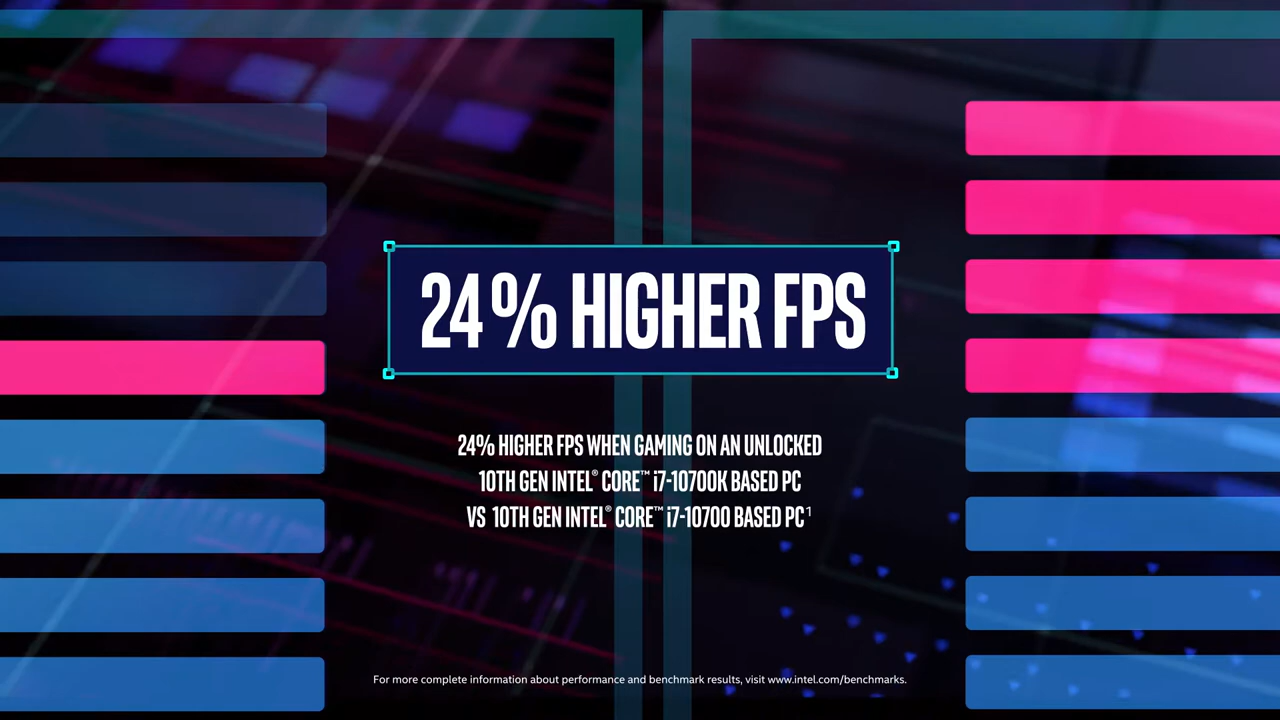 24% HIGHER FPS
24% HIGHER FPS WHEN GAMING ON AN UNLOCKED
10TH GEN INTEL® CORE™ i7-10700K BASED PC
VS 10TH GEN INTEL® CORE™ i7-10700 BASED PC¹
For more complete information about performance and benchmark results, visit www.intel.com/benchmarks.